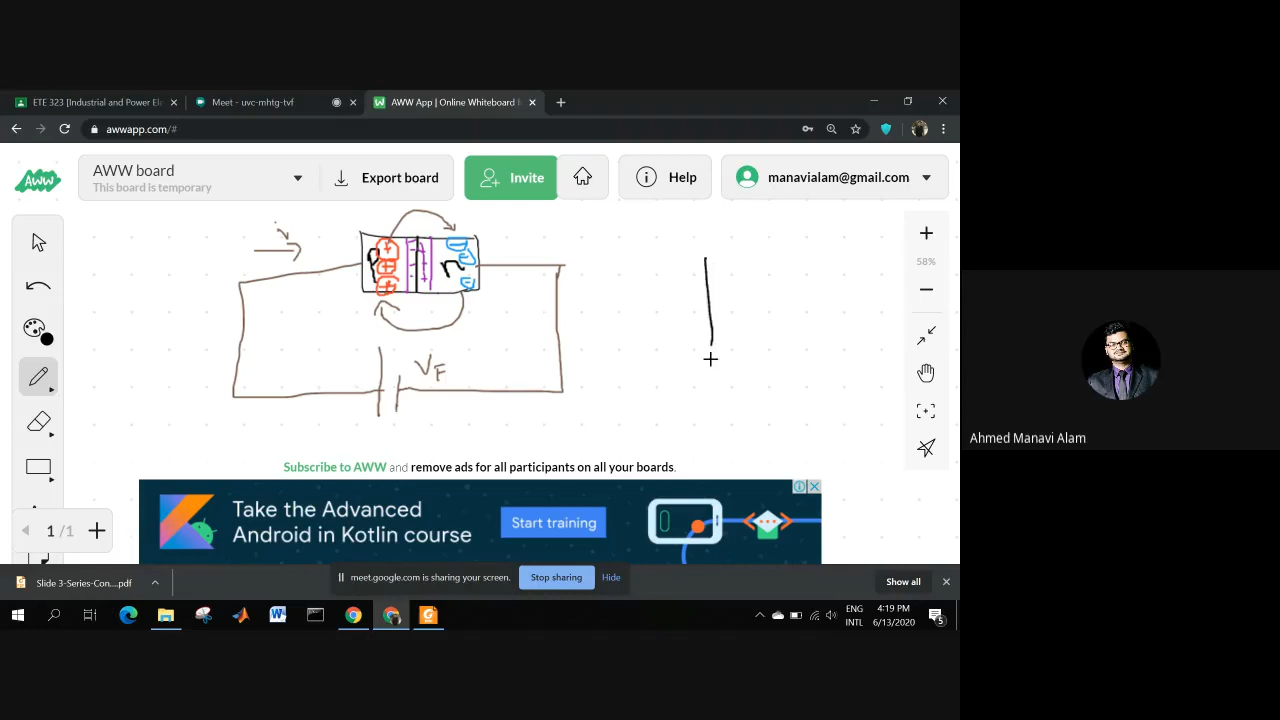 ETE 323 [Industrial and Power Ele
Meet - uvc-mhtg-tvf
AWW App | Online Whiteboard f
awwapp.com/#
AWW
AWW board
This board is temporary
Export board
Invite
Help
manavialam@gmail.com
i
p
n
58%
VF
Ahmed Manavi Alam
Subscribe to AWW and remove ads for all participants on all your boards.
Take the Advanced
Android in Kotlin course
Start training
1 /1
Slide 3-Series-Con....pdf
meet.google.com is sharing your screen.
Stop sharing
Hide
Show all
ENG
INTL
4:19 PM
6/13/2020
5